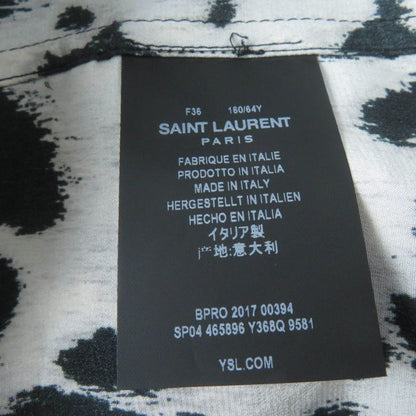 F36 160/64Y
SAINT LAURENT
PARIS
FABRIQUE EN ITALIE
PRODOTTO IN ITALIA
MADE IN ITALY
HERGESTELLT IN ITALIEN
HECHO EN ITALIA
イタリア製
地:意大利
BPRO 2017 00394
SP04 465896 Y368Q 9581
YSL.COM